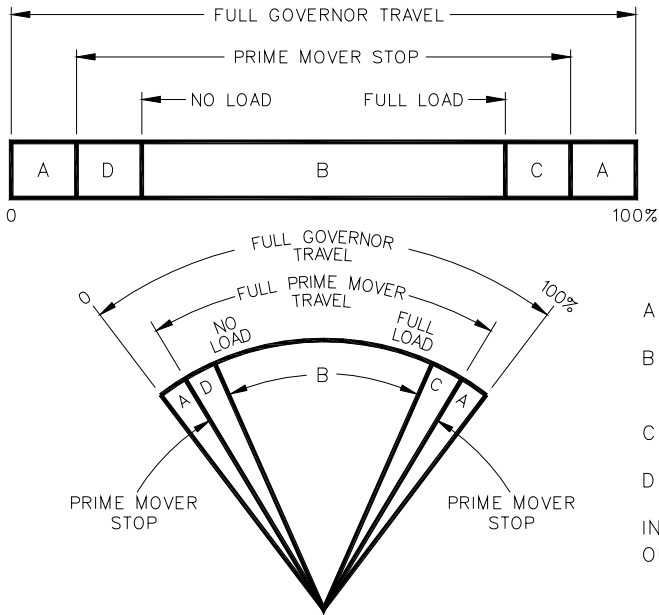 FULL GOVERNOR TRAVEL
PRIME MOVER STOP
NO LOAD FULL LOAD
A D B C A
0 100%
FULL GOVERNOR
TRAVEL
0 100%
FULL PRIME MOVER
TRAVEL
NO
LOAD
FULL
LOAD
A D B C A
PRIME MOVER
STOP
PRIME MOVER
STOP
A
B
C
D
IN